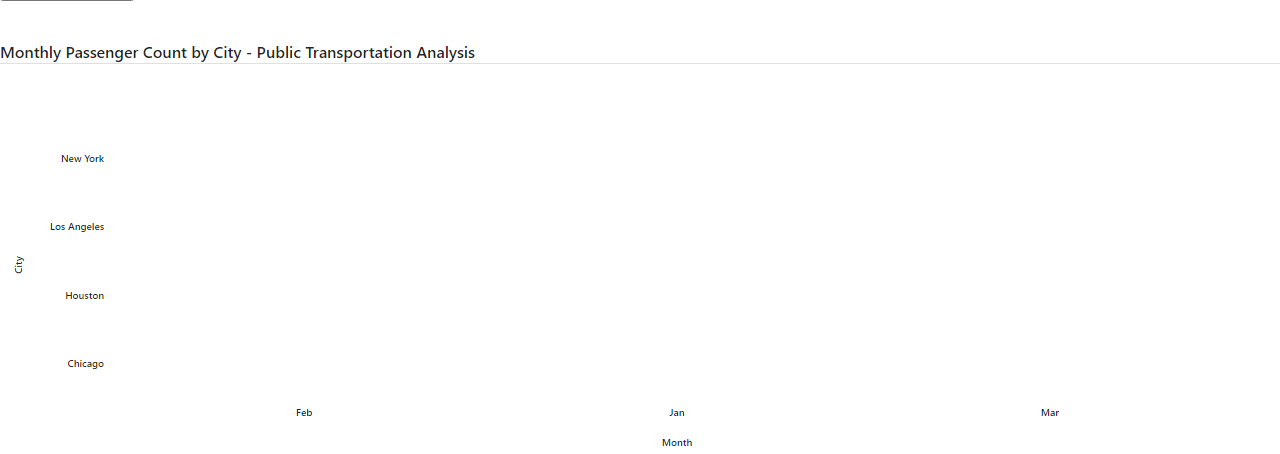 Monthly Passenger Count by City - Public Transportation Analysis
New York
Los Angeles
City
Houston
Chicago
Feb Jan Mar
Month